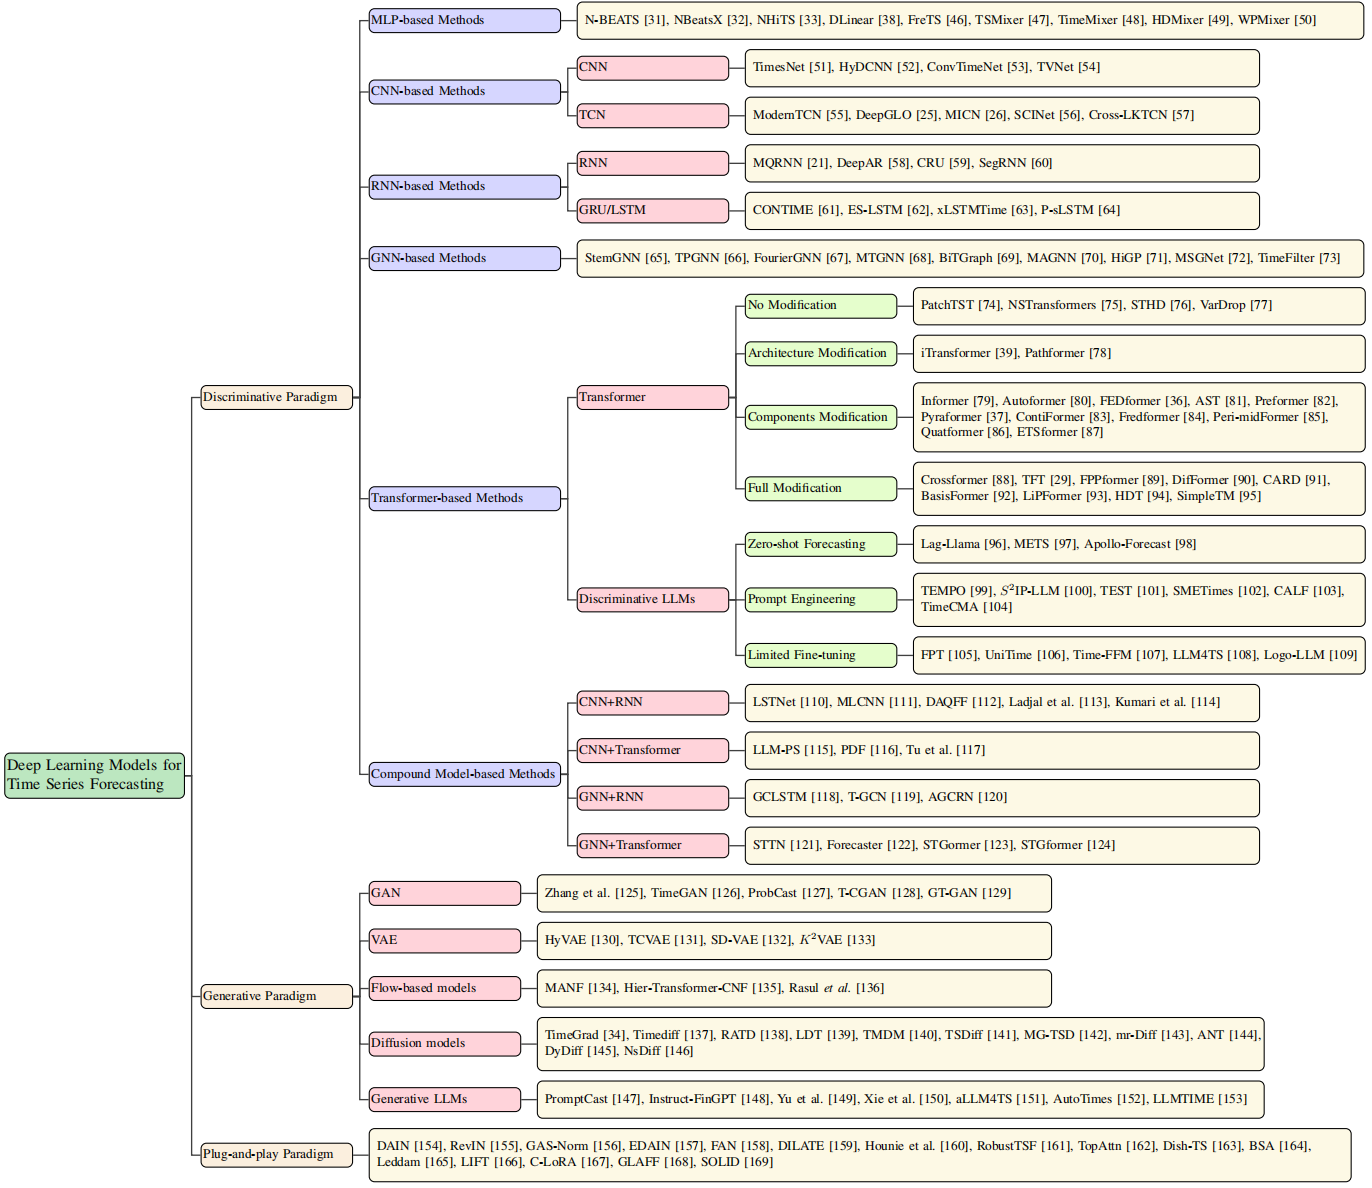 MLP-based Methods
N-BEATS [31], NBeatsX [32], NHiTS [33], DLinear [38], FreTS [46], TSMixer [47], TimeMixer [48], HDMixer [49], WPMixer [50]
CNN
TimesNet [51], HyDCNN [52], ConvTimeNet [53], TVNet [54]
CNN-based Methods
TCN
ModernTCN [55], DeepGLO [25], MICN [26], SCINet [56], Cross-LKTCN [57]
RNN
MQRNN [21], DeepAR [58], CRU [59], SegRNN [60]
RNN-based Methods
GRU/LSTM
CONTIME [61], ES-LSTM [62], xLSTMTime [63], P-sLSTM [64]
GNN-based Methods
StemGNN [65], TPGNN [66], FourierGNN [67], MTGNN [68], BiTGraph [69], MAGNN [70], HiGP [71], MSGNet [72], TimeFilter [73]
No Modification
PatchTST [74], NSTransformers [75], STHD [76], VarDrop [77]
Architecture Modification
iTransformer [39], Pathformer [78]
Discriminative Paradigm
Transformer
Components Modification
Informer [79], Autoformer [80], FEDformer [36], AST [81], Preformer [82],
Pyraformer [37], ContiFormer [83], Fredformer [84], Peri-midFormer [85],
Quatformer [86], ETSformer [87]
Full Modification
Crossformer [88], TFT [29], FPPformer [89], DifFormer [90], CARD [91],
BasisFormer [92], LiPFormer [93], HDT [94], SimpleTM [95]
Transformer-based Methods
Zero-shot Forecasting
Lag-Llama [96], METS [97], Apollo-Forecast [98]
Discriminative LLMs
Prompt Engineering
TEMPO [99], S²IP-LLM [100], TEST [101], SMETimes [102], CALF [103],
TimeCMA [104]
Limited Fine-tuning
FPT [105], UniTime [106], Time-FFM [107], LLM4TS [108], Logo-LLM [109]
CNN+RNN
LSTNet [110], MLCNN [111], DAQFF [112], Ladjal et al. [113], Kumari et al. [114]
CNN+Transformer
LLM-PS [115], PDF [116], Tu et al. [117]
Deep Learning Models for
Time Series Forecasting
Compound Model-based Methods
GNN+RNN
GCLSTM [118], T-GCN [119], AGCRN [120]
GNN+Transformer
STTN [121], Forecaster [122], STGormer [123], STGformer [124]
GAN
Zhang et al. [125], TimeGAN [126], ProbCast [127], T-CGAN [128], GT-GAN [129]
VAE
HyVAE [130], TCVAE [131], SD-VAE [132], K²VAE [133]
Generative Paradigm
Flow-based models
MANF [134], Hier-Transformer-CNF [135], Rasul et al. [136]
Diffusion models
TimeGrad [34], Timediff [137], RATD [138], LDT [139], TMDM [140], TSDiff [141], MG-TSD [142], mr-Diff [143], ANT [144],
DyDiff [145], NsDiff [146]
Generative LLMs
PromptCast [147], Instruct-FinGPT [148], Yu et al. [149], Xie et al. [150], aLLM4TS [151], AutoTimes [152], LLMTIME [153]
Plug-and-play Paradigm
DAIN [154], RevIN [155], GAS-Norm [156], EDAIN [157], FAN [158], DILATE [159], Hounie et al. [160], RobustTSF [161], TopAttn [162], Dish-TS [163], BSA [164],
Leddam [165], LIFT [166], C-LoRA [167], GLAFF [168], SOLID [169]